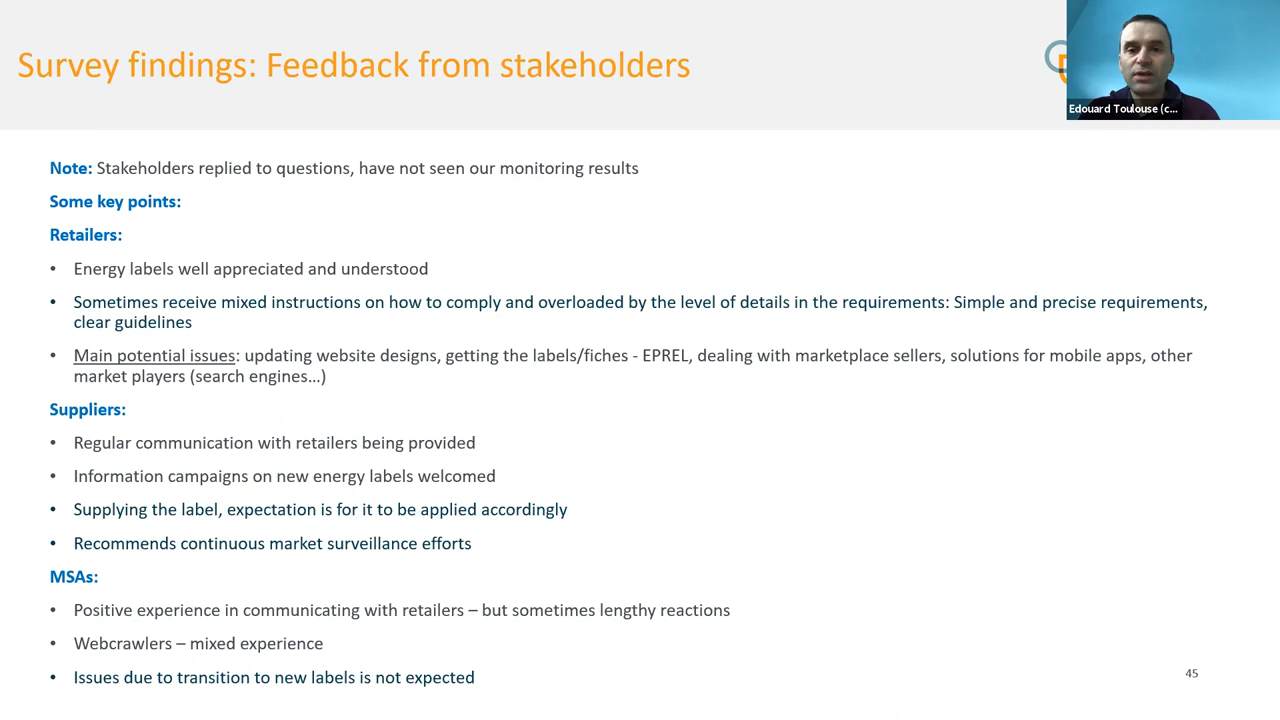 Survey findings: Feedback from stakeholders
Edouard Toulouse (c...
Note: Stakeholders replied to questions, have not seen our monitoring results
Some key points:
Retailers:
• Energy labels well appreciated and understood
• Sometimes receive mixed instructions on how to comply and overloaded by the level of details in the requirements: Simple and precise requirements,
clear guidelines
• Main potential issues: updating website designs, getting the labels/fiches - EPREL, dealing with marketplace sellers, solutions for mobile apps, other
market players (search engines…)
Suppliers:
• Regular communication with retailers being provided
• Information campaigns on new energy labels welcomed
• Supplying the label, expectation is for it to be applied accordingly
• Recommends continuous market surveillance efforts
MSAs:
• Positive experience in communicating with retailers – but sometimes lengthy reactions
• Webcrawlers – mixed experience
• Issues due to transition to new labels is not expected
45